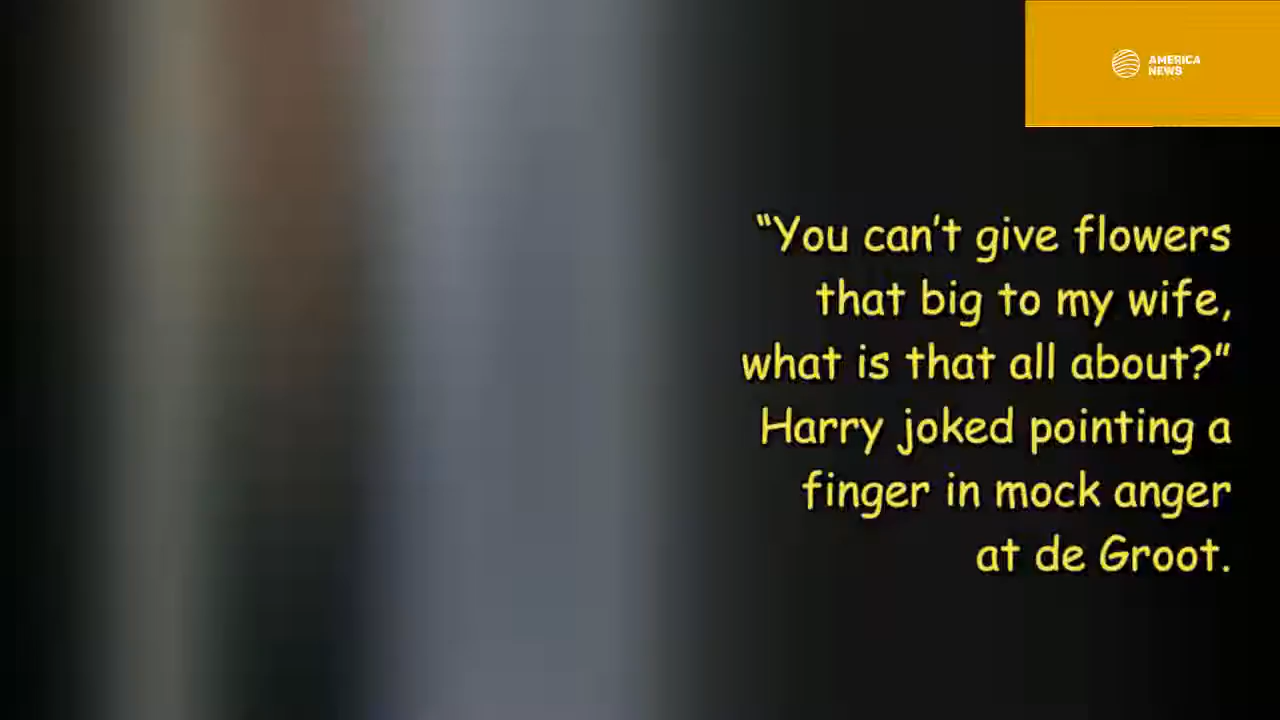 AMERICA
NEWS
“You can’t give flowers
that big to my wife,
what is that all about?”
Harry joked pointing a
finger in mock anger
at de Groot.